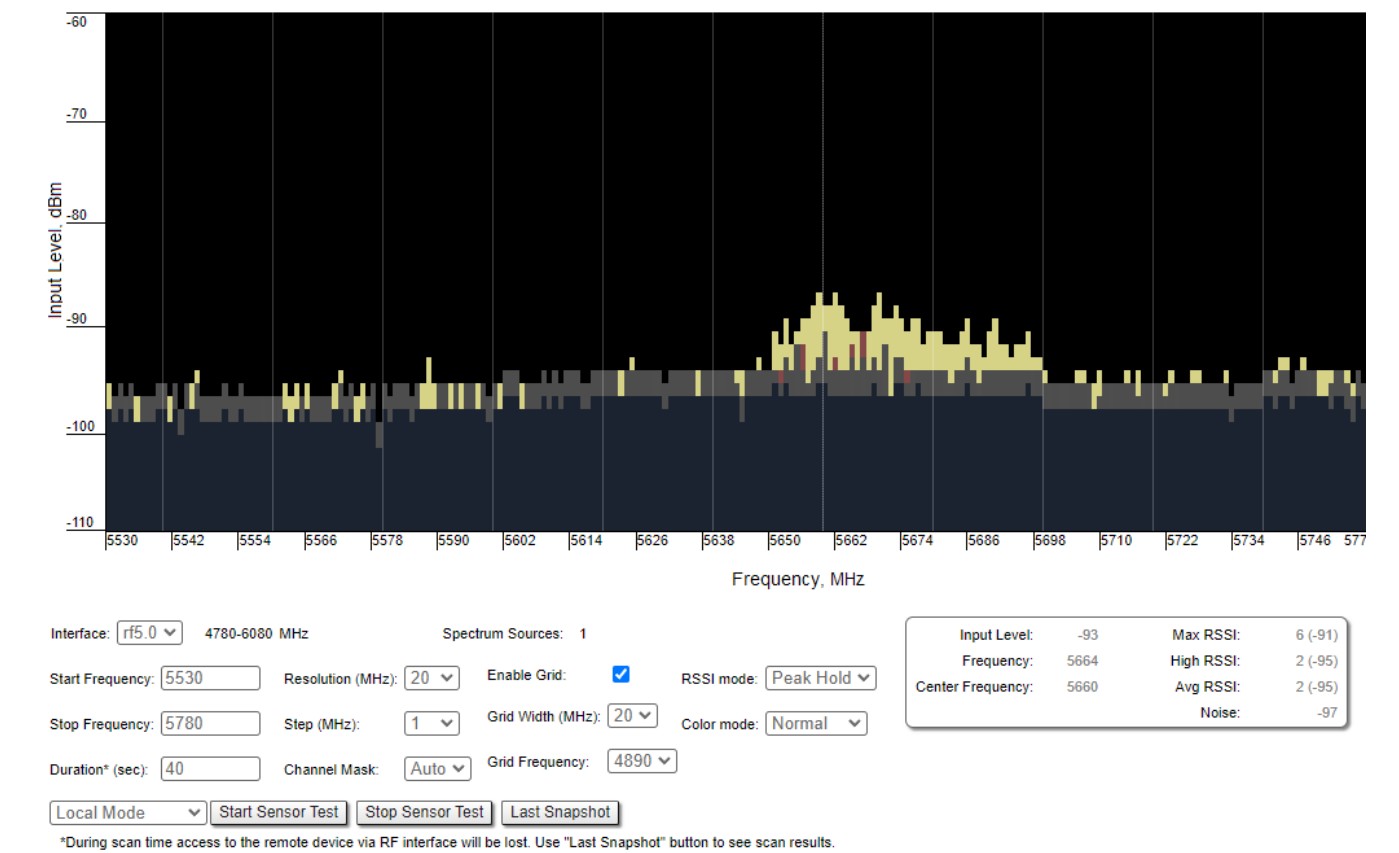 -60
-70
-80
-90
-100
-110
Input Level, dBm
5530 5542 5554 5566 5578 5590 5602 5614 5626 5638 5650 5662 5674 5686 5698 5710 5722 5734 5746 577
Frequency, MHz
Interface: rf5.0 4780-6080 MHz Spectrum Sources: 1
Start Frequency: 5530 Resolution (MHz): 20 Enable Grid: RSSI mode: Peak Hold
Stop Frequency: 5780 Step (MHz): 1 Grid Width (MHz): 20 Color mode: Normal
Duration* (sec): 40 Channel Mask: Auto Grid Frequency: 4890
Input Level: -93 Max RSSI: 6 (-91)
Frequency: 5664 High RSSI: 2 (-95)
Center Frequency: 5660 Avg RSSI: 2 (-95)
Noise: -97
Local Mode Start Sensor Test Stop Sensor Test Last Snapshot
*During scan time access to the remote device via RF interface will be lost. Use "Last Snapshot" button to see scan results.